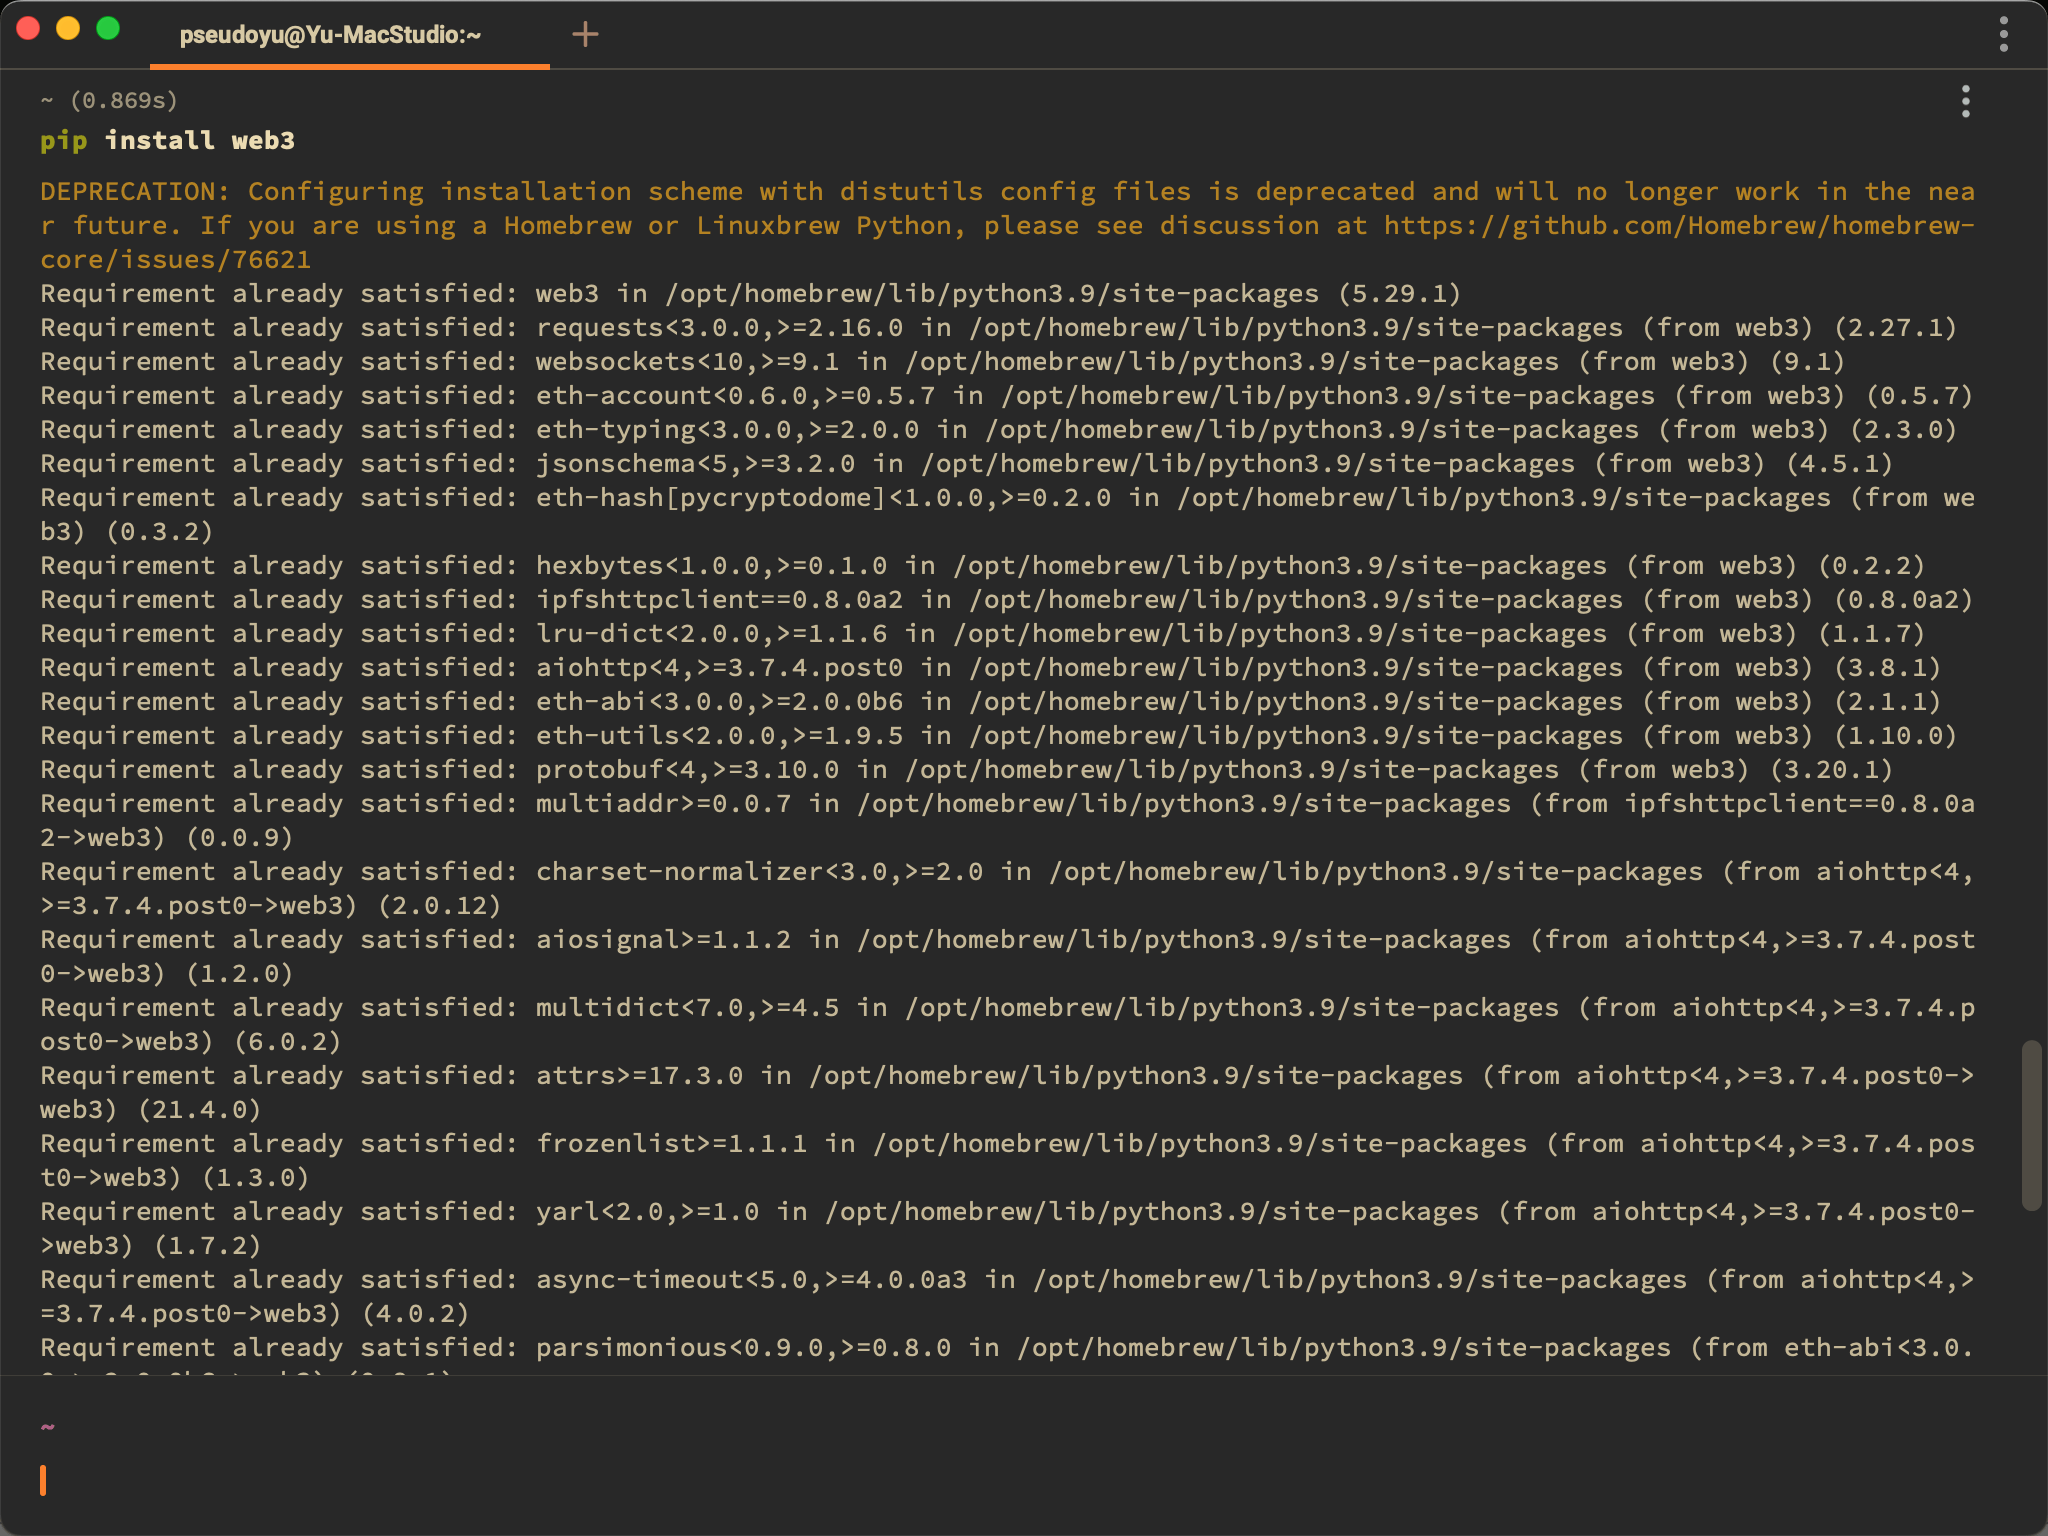 pseudoyu@Yu-MacStudio:~
~ (0.869s)
pip install web3
DEPRECATION: Configuring installation scheme with distutils config files is deprecated and will no longer work in the nea
r future. If you are using a Homebrew or Linuxbrew Python, please see discussion at https://github.com/Homebrew/homebrew-
core/issues/76621
Requirement already satisfied: web3 in /opt/homebrew/lib/python3.9/site-packages (5.29.1)
Requirement already satisfied: requests<3.0.0,>=2.16.0 in /opt/homebrew/lib/python3.9/site-packages (from web3) (2.27.1)
Requirement already satisfied: websockets<10,>=9.1 in /opt/homebrew/lib/python3.9/site-packages (from web3) (9.1)
Requirement already satisfied: eth-account<0.6.0,>=0.5.7 in /opt/homebrew/lib/python3.9/site-packages (from web3) (0.5.7)
Requirement already satisfied: eth-typing<3.0.0,>=2.0.0 in /opt/homebrew/lib/python3.9/site-packages (from web3) (2.3.0)
Requirement already satisfied: jsonschema<5,>=3.2.0 in /opt/homebrew/lib/python3.9/site-packages (from web3) (4.5.1)
Requirement already satisfied: eth-hash[pycryptodome]<1.0.0,>=0.2.0 in /opt/homebrew/lib/python3.9/site-packages (from we
b3) (0.3.2)
Requirement already satisfied: hexbytes<1.0.0,>=0.1.0 in /opt/homebrew/lib/python3.9/site-packages (from web3) (0.2.2)
Requirement already satisfied: ipfshttpclient==0.8.0a2 in /opt/homebrew/lib/python3.9/site-packages (from web3) (0.8.0a2)
Requirement already satisfied: lru-dict<2.0.0,>=1.1.6 in /opt/homebrew/lib/python3.9/site-packages (from web3) (1.1.7)
Requirement already satisfied: aiohttp<4,>=3.7.4.post0 in /opt/homebrew/lib/python3.9/site-packages (from web3) (3.8.1)
Requirement already satisfied: eth-abi<3.0.0,>=2.0.0b6 in /opt/homebrew/lib/python3.9/site-packages (from web3) (2.1.1)
Requirement already satisfied: eth-utils<2.0.0,>=1.9.5 in /opt/homebrew/lib/python3.9/site-packages (from web3) (1.10.0)
Requirement already satisfied: protobuf<4,>=3.10.0 in /opt/homebrew/lib/python3.9/site-packages (from web3) (3.20.1)
Requirement already satisfied: multiaddr>=0.0.7 in /opt/homebrew/lib/python3.9/site-packages (from ipfshttpclient==0.8.0a
2->web3) (0.0.9)
Requirement already satisfied: charset-normalizer<3.0,>=2.0 in /opt/homebrew/lib/python3.9/site-packages (from aiohttp<4,
>=3.7.4.post0->web3) (2.0.12)
Requirement already satisfied: aiosignal>=1.1.2 in /opt/homebrew/lib/python3.9/site-packages (from aiohttp<4,>=3.7.4.post
0->web3) (1.2.0)
Requirement already satisfied: multidict<7.0,>=4.5 in /opt/homebrew/lib/python3.9/site-packages (from aiohttp<4,>=3.7.4.p
ost0->web3) (6.0.2)
Requirement already satisfied: attrs>=17.3.0 in /opt/homebrew/lib/python3.9/site-packages (from aiohttp<4,>=3.7.4.post0->
web3) (21.4.0)
Requirement already satisfied: frozenlist>=1.1.1 in /opt/homebrew/lib/python3.9/site-packages (from aiohttp<4,>=3.7.4.pos
t0->web3) (1.3.0)
Requirement already satisfied: yarl<2.0,>=1.0 in /opt/homebrew/lib/python3.9/site-packages (from aiohttp<4,>=3.7.4.post0-
>web3) (1.7.2)
Requirement already satisfied: async-timeout<5.0,>=4.0.0a3 in /opt/homebrew/lib/python3.9/site-packages (from aiohttp<4,>
=3.7.4.post0->web3) (4.0.2)
Requirement already satisfied: parsimonious<0.9.0,>=0.8.0 in /opt/homebrew/lib/python3.9/site-packages (from eth-abi<3.0.
~